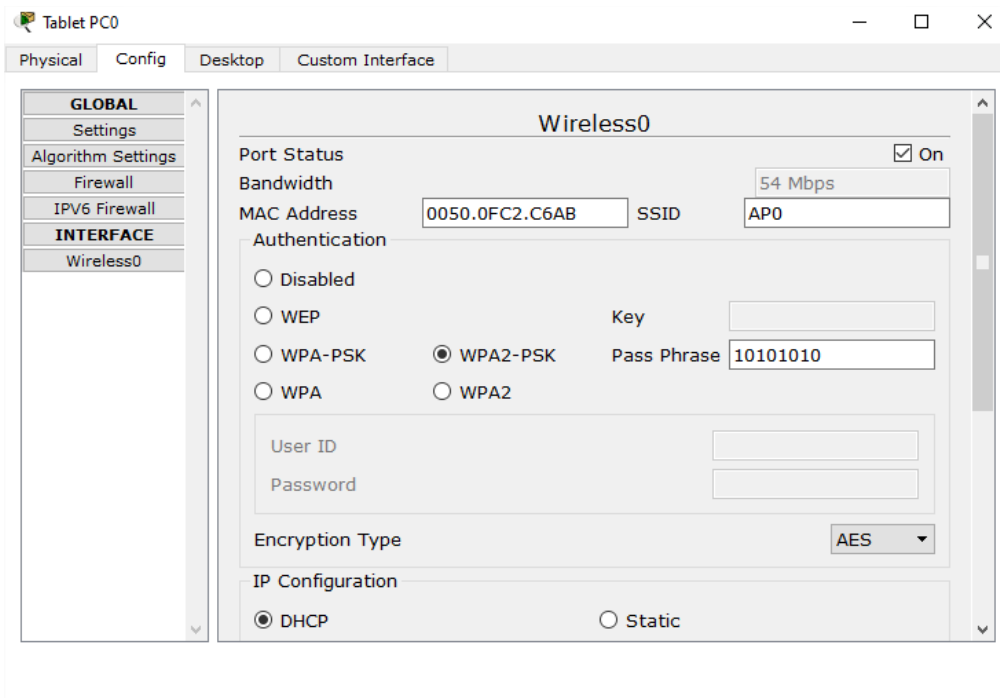 Tablet PC0
Physical Config Desktop Custom Interface
GLOBAL
Settings
Algorithm Settings
Firewall
IPV6 Firewall
INTERFACE
Wireless0
Wireless0
Port Status On
Bandwidth 54 Mbps
MAC Address 0050.0FC2.C6AB SSID AP0
Authentication
Disabled
WEP Key
WPA-PSK WPA2-PSK Pass Phrase 10101010
WPA WPA2
User ID
Password
Encryption Type AES
IP Configuration
DHCP Static